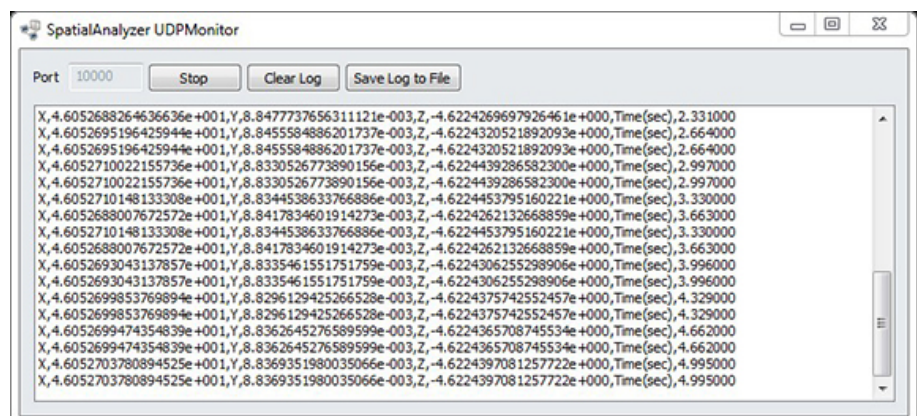 SpatialAnalyzer UDPMonitor
Port 10000 Stop Clear Log Save Log to File
X,4.6052688264636636e+001,Y,8.8477737656311121e-003,Z,-4.6224269697926461e+000,Time(sec),2.331000
X,4.6052695196425944e+001,Y,8.8455584886201737e-003,Z,-4.6224320521892093e+000,Time(sec),2.664000
X,4.6052695196425944e+001,Y,8.8455584886201737e-003,Z,-4.6224320521892093e+000,Time(sec),2.664000
X,4.6052710022155736e+001,Y,8.8330526773890156e-003,Z,-4.6224439286582300e+000,Time(sec),2.997000
X,4.6052710022155736e+001,Y,8.8330526773890156e-003,Z,-4.6224439286582300e+000,Time(sec),2.997000
X,4.6052710148133308e+001,Y,8.8344538633766886e-003,Z,-4.6224453795160221e+000,Time(sec),3.330000
X,4.6052688007672572e+001,Y,8.8417834601914273e-003,Z,-4.6224262132668859e+000,Time(sec),3.663000
X,4.6052710148133308e+001,Y,8.8344538633766886e-003,Z,-4.6224453795160221e+000,Time(sec),3.330000
X,4.6052688007672572e+001,Y,8.8417834601914273e-003,Z,-4.6224262132668859e+000,Time(sec),3.663000
X,4.6052693043137857e+001,Y,8.8335461551751759e-003,Z,-4.6224306255298906e+000,Time(sec),3.996000
X,4.6052693043137857e+001,Y,8.8335461551751759e-003,Z,-4.6224306255298906e+000,Time(sec),3.996000
X,4.6052699853769894e+001,Y,8.8296129425266528e-003,Z,-4.6224375742552457e+000,Time(sec),4.329000
X,4.6052699853769894e+001,Y,8.8296129425266528e-003,Z,-4.6224375742552457e+000,Time(sec),4.329000
X,4.6052699474354839e+001,Y,8.8362645276589599e-003,Z,-4.6224365708745534e+000,Time(sec),4.662000
X,4.6052699474354839e+001,Y,8.8362645276589599e-003,Z,-4.6224365708745534e+000,Time(sec),4.662000
X,4.6052703780894525e+001,Y,8.8369351980035066e-003,Z,-4.6224397081257722e+000,Time(sec),4.995000
X,4.6052703780894525e+001,Y,8.8369351980035066e-003,Z,-4.6224397081257722e+000,Time(sec),4.995000